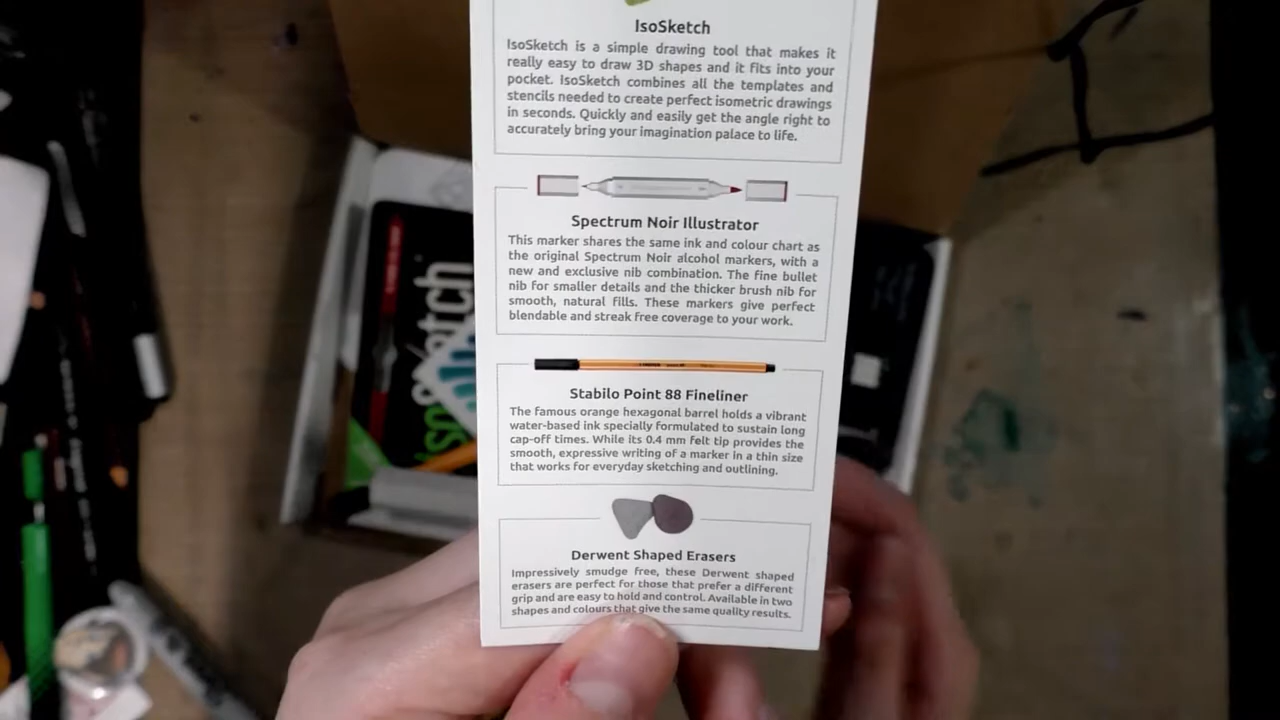 IsoSketch
IsoSketch is a simple drawing tool that makes it
really easy to draw 3D shapes and it fits into your
pocket. IsoSketch combines all the templates and
stencils needed to create perfect isometric drawings
in seconds. Quickly and easily get the angle right to
accurately bring your imagination palace to life.
Spectrum Noir Illustrator
This marker shares the same ink and colour chart as
the original Spectrum Noir alcohol markers, with a
new and exclusive nib combination. The fine bullet
nib for smaller details and the thicker brush nib for
smooth, natural fills. These markers give perfect
blendable and streak free coverage to your work.
Stabilo Point 88 Fineliner
The famous orange hexagonal barrel holds a vibrant
water-based ink specially formulated to sustain long
cap-off times. While its 0.4 mm felt tip provides the
smooth, expressive writing of a marker in a thin size
that works for everyday sketching and outlining.
Derwent Shaped Erasers
Impressively smudge free, these Derwent shaped
erasers are perfect for those that prefer a different
grip and are easy to hold and control. Available in two
shapes and colours that give the same quality results.
isoSketch